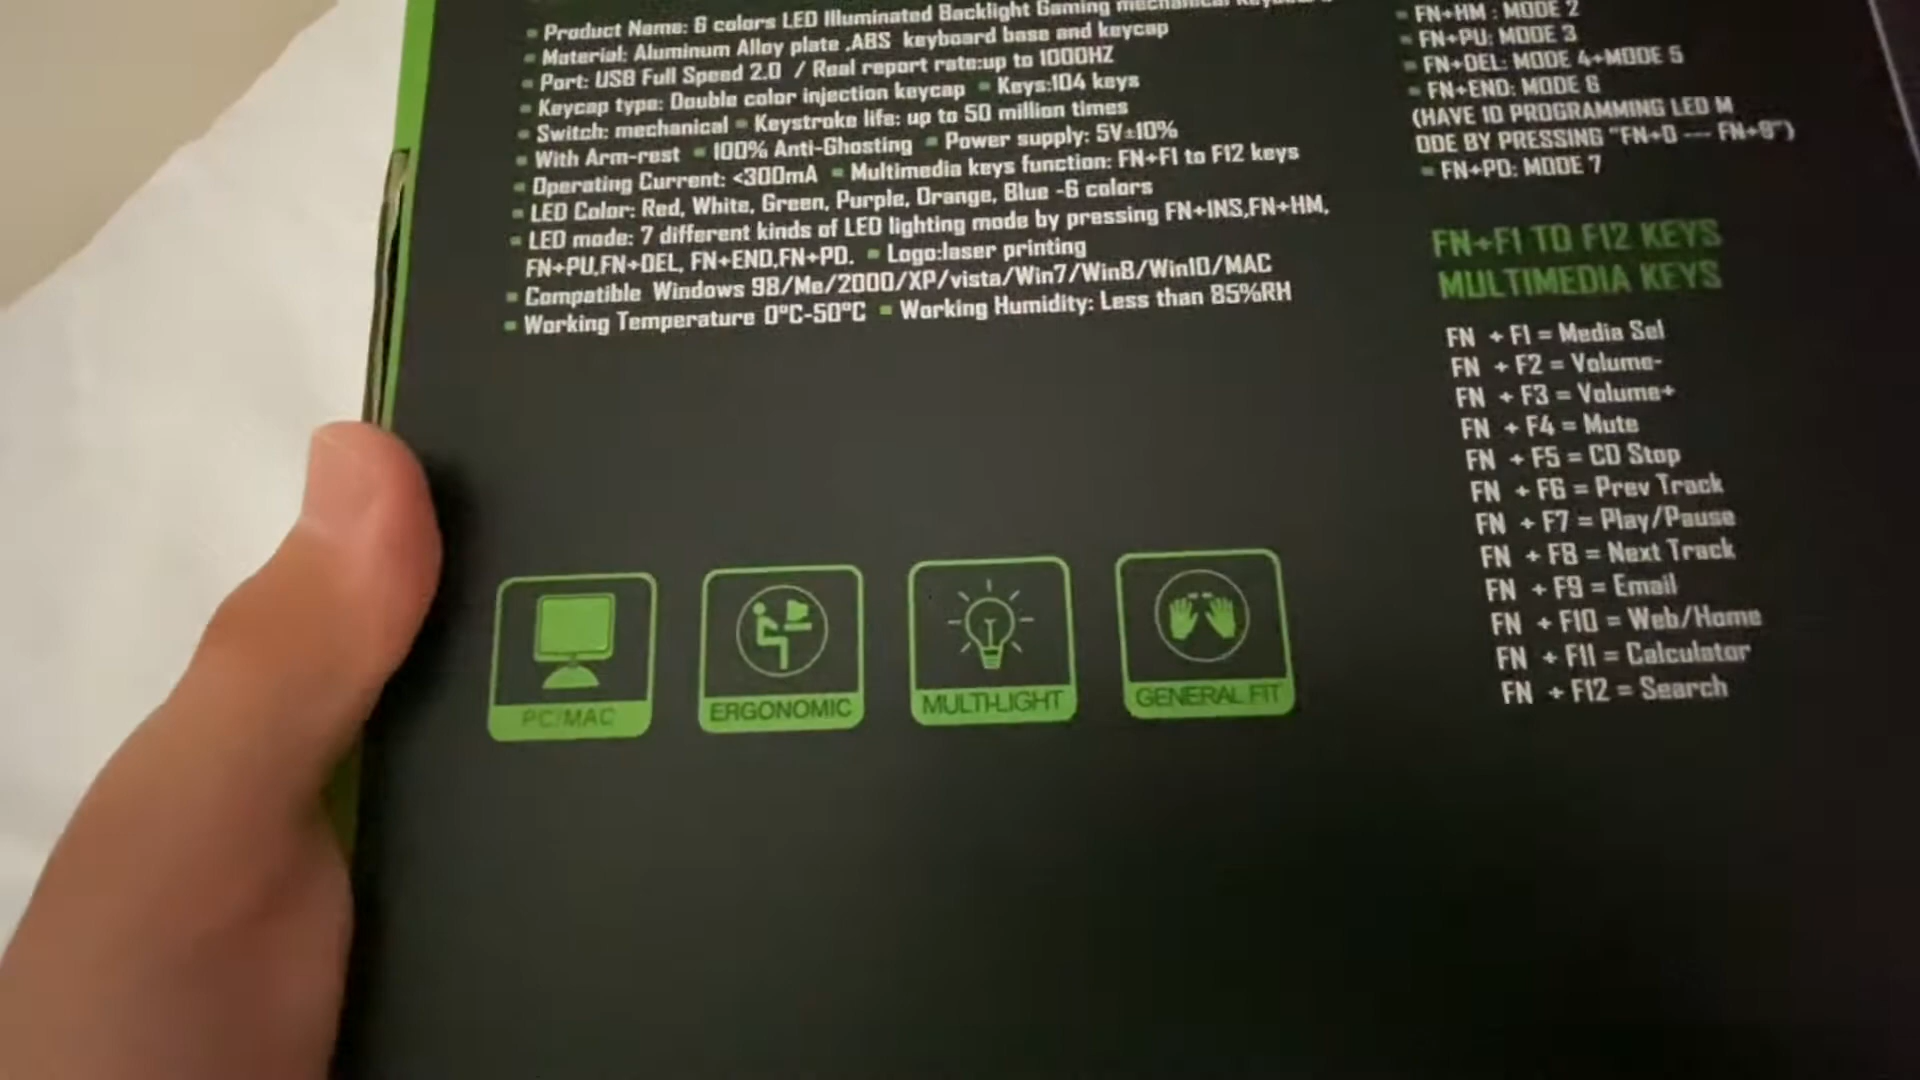 ▪ Product Name: 6 colors LED Illuminated Backlight Gaming mechanical
▪ Material: Aluminum Alloy plate ,ABS keyboard base and keycap
▪ Port: USB Full Speed 2.0 / Real report rate:up to 1000HZ
▪ Keycap type: Double color injection keycap ▪ Keys:104 keys
▪ Switch: mechanical ▪ Keystroke life: up to 50 million times
▪ With Arm-rest ▪ 100% Anti-Ghosting ▪ Power supply: 5V±10%
▪ Operating Current: <300mA ▪ Multimedia keys function: FN+F1 to F12 keys
▪ LED Color: Red, White, Green, Purple, Orange, Blue -6 colors
▪ LED mode: 7 different kinds of LED lighting mode by pressing FN+INS,FN+HM,
FN+PU,FN+DEL, FN+END,FN+PD. ▪ Logo:laser printing
▪ Compatible Windows 98/Me/2000/XP/vista/Win7/Win8/Win10/MAC
▪ Working Temperature 0°C-50°C ▪ Working Humidity: Less than 85%RH
PC/MAC
ERGONOMIC
MULTI-LIGHT
GENERAL FIT
▪ FN+HM : MODE 2
▪ FN+PU: MODE 3
▪ FN+DEL: MODE 4+MODE 5
▪ FN+END: MODE 6
(HAVE 10 PROGRAMMING LED M
ODE BY PRESSING "FN+0 --- FN+9")
▪ FN+PD: MODE 7
FN+F1 TO F12 KEYS
MULTIMEDIA KEYS
FN + F1 = Media Sel
FN + F2 = Volume-
FN + F3 = Volume+
FN + F4 = Mute
FN + F5 = CD Stop
FN + F6 = Prev Track
FN + F7 = Play/Pause
FN + F8 = Next Track
FN + F9 = Email
FN + F10 = Web/Home
FN + F11 = Calculator
FN + F12 = Search